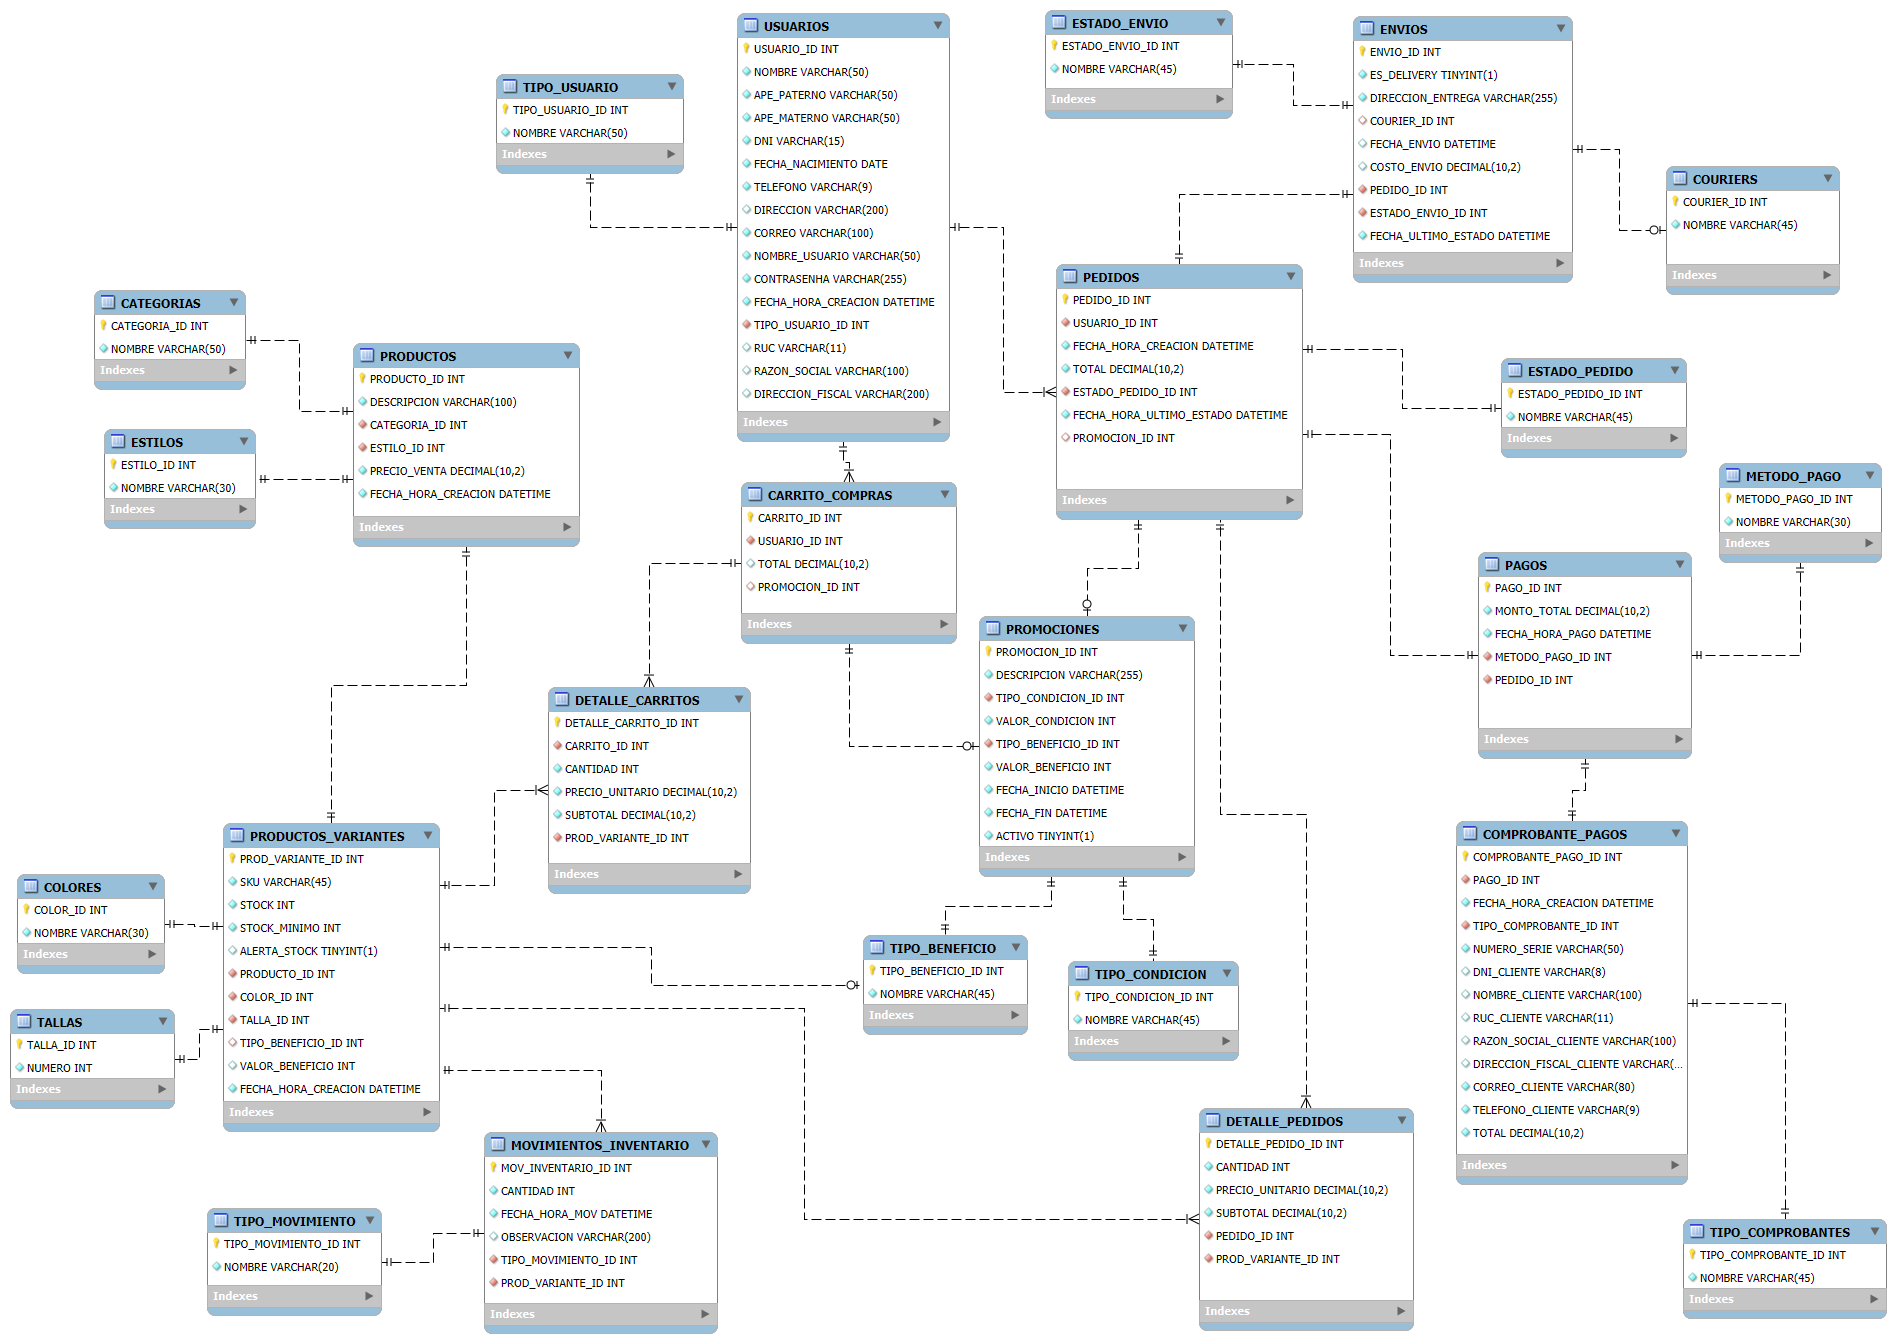 USUARIOS
USUARIO_ID INT
NOMBRE VARCHAR(50)
APE_PATERNO VARCHAR(50)
APE_MATERNO VARCHAR(50)
DNI VARCHAR(15)
FECHA_NACIMIENTO DATE
TELEFONO VARCHAR(9)
DIRECCION VARCHAR(200)
CORREO VARCHAR(100)
NOMBRE_USUARIO VARCHAR(50)
CONTRASENHA VARCHAR(255)
FECHA_HORA_CREACION DATETIME
TIPO_USUARIO_ID INT
RUC VARCHAR(11)
RAZON_SOCIAL VARCHAR(100)
DIRECCION_FISCAL VARCHAR(200)
Indexes
ESTADO_ENVIO
ESTADO_ENVIO_ID INT
NOMBRE VARCHAR(45)
Indexes
ENVIOS
ENVIO_ID INT
ES_DELIVERY TINYINT(1)
DIRECCION_ENTREGA VARCHAR(255)
COURIER_ID INT
FECHA_ENVIO DATETIME
COSTO_ENVIO DECIMAL(10,2)
PEDIDO_ID INT
ESTADO_ENVIO_ID INT
FECHA_ULTIMO_ESTADO DATETIME
Indexes
TIPO_USUARIO
TIPO_USUARIO_ID INT
NOMBRE VARCHAR(50)
Indexes
COURIERS
COURIER_ID INT
NOMBRE VARCHAR(45)
Indexes
PEDIDOS
PEDIDO_ID INT
USUARIO_ID INT
FECHA_HORA_CREACION DATETIME
TOTAL DECIMAL(10,2)
ESTADO_PEDIDO_ID INT
FECHA_HORA_ULTIMO_ESTADO DATETIME
PROMOCION_ID INT
Indexes
CATEGORIAS
CATEGORIA_ID INT
NOMBRE VARCHAR(50)
Indexes
PRODUCTOS
PRODUCTO_ID INT
DESCRIPCION VARCHAR(100)
CATEGORIA_ID INT
ESTILO_ID INT
PRECIO_VENTA DECIMAL(10,2)
FECHA_HORA_CREACION DATETIME
Indexes
ESTILOS
ESTILO_ID INT
NOMBRE VARCHAR(30)
Indexes
ESTADO_PEDIDO
ESTADO_PEDIDO_ID INT
NOMBRE VARCHAR(45)
Indexes
METODO_PAGO
METODO_PAGO_ID INT
NOMBRE VARCHAR(30)
Indexes
CARRITO_COMPRAS
CARRITO_ID INT
USUARIO_ID INT
TOTAL DECIMAL(10,2)
PROMOCION_ID INT
Indexes
PAGOS
PAGO_ID INT
MONTO_TOTAL DECIMAL(10,2)
FECHA_HORA_PAGO DATETIME
METODO_PAGO_ID INT
PEDIDO_ID INT
Indexes
PROMOCIONES
PROMOCION_ID INT
DESCRIPCION VARCHAR(255)
TIPO_CONDICION_ID INT
VALOR_CONDICION INT
TIPO_BENEFICIO_ID INT
VALOR_BENEFICIO INT
FECHA_INICIO DATETIME
FECHA_FIN DATETIME
ACTIVO TINYINT(1)
Indexes
DETALLE_CARRITOS
DETALLE_CARRITO_ID INT
CARRITO_ID INT
CANTIDAD INT
PRECIO_UNITARIO DECIMAL(10,2)
SUBTOTAL DECIMAL(10,2)
PROD_VARIANTE_ID INT
Indexes
PRODUCTOS_VARIANTES
PROD_VARIANTE_ID INT
SKU VARCHAR(45)
STOCK INT
STOCK_MINIMO INT
ALERTA_STOCK TINYINT(1)
PRODUCTO_ID INT
COLOR_ID INT
TALLA_ID INT
TIPO_BENEFICIO_ID INT
VALOR_BENEFICIO INT
FECHA_HORA_CREACION DATETIME
Indexes
COMPROBANTE_PAGOS
COMPROBANTE_PAGO_ID INT
PAGO_ID INT
FECHA_HORA_CREACION DATETIME
TIPO_COMPROBANTE_ID INT
NUMERO_SERIE VARCHAR(50)
DNI_CLIENTE VARCHAR(8)
NOMBRE_CLIENTE VARCHAR(100)
RUC_CLIENTE VARCHAR(11)
RAZON_SOCIAL_CLIENTE VARCHAR(100)
DIRECCION_FISCAL_CLIENTE VARCHAR(...
CORREO_CLIENTE VARCHAR(80)
TELEFONO_CLIENTE VARCHAR(9)
TOTAL DECIMAL(10,2)
Indexes
COLORES
COLOR_ID INT
NOMBRE VARCHAR(30)
Indexes
TIPO_BENEFICIO
TIPO_BENEFICIO_ID INT
NOMBRE VARCHAR(45)
Indexes
TIPO_CONDICION
TIPO_CONDICION_ID INT
NOMBRE VARCHAR(45)
Indexes
TALLAS
TALLA_ID INT
NUMERO INT
Indexes
DETALLE_PEDIDOS
DETALLE_PEDIDO_ID INT
CANTIDAD INT
PRECIO_UNITARIO DECIMAL(10,2)
SUBTOTAL DECIMAL(10,2)
PEDIDO_ID INT
PROD_VARIANTE_ID INT
Indexes
MOVIMIENTOS_INVENTARIO
MOV_INVENTARIO_ID INT
CANTIDAD INT
FECHA_HORA_MOV DATETIME
OBSERVACION VARCHAR(200)
TIPO_MOVIMIENTO_ID INT
PROD_VARIANTE_ID INT
Indexes
TIPO_MOVIMIENTO
TIPO_MOVIMIENTO_ID INT
NOMBRE VARCHAR(20)
Indexes
TIPO_COMPROBANTES
TIPO_COMPROBANTE_ID INT
NOMBRE VARCHAR(45)
Indexes